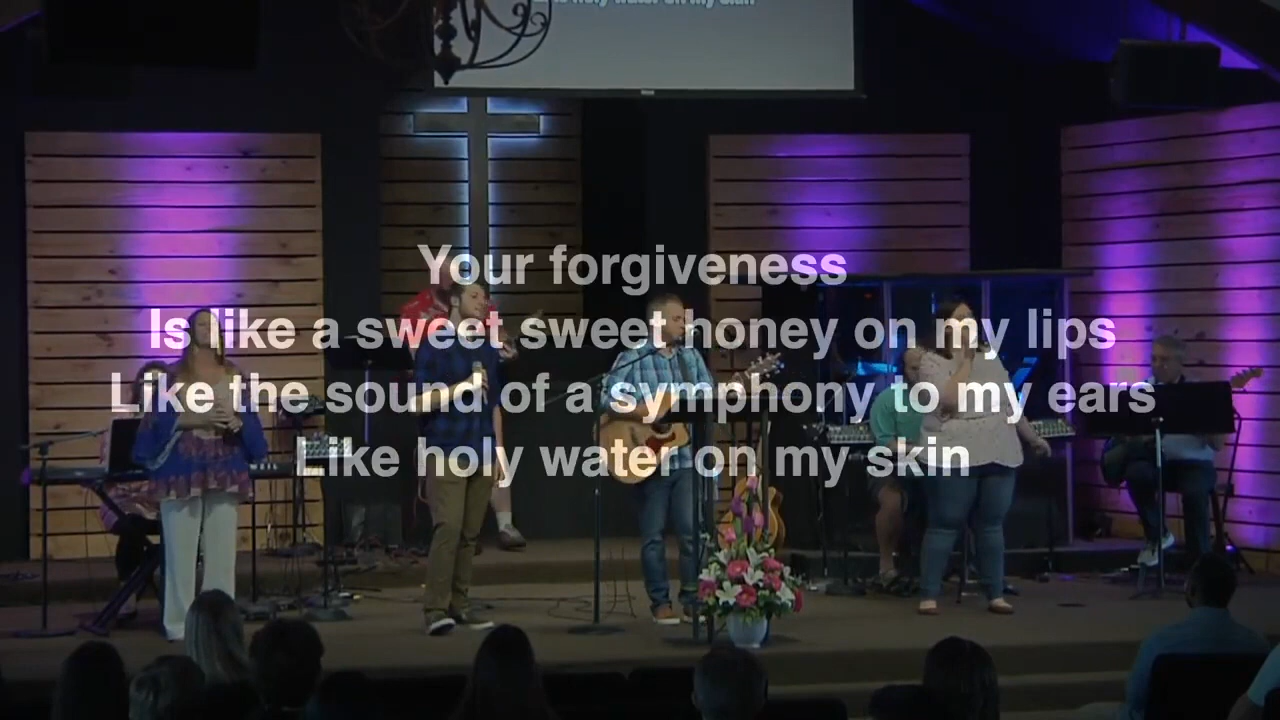 Your forgiveness
Is like a sweet sweet honey on my lips
Like the sound of a symphony to my ears
Like holy water on my skin